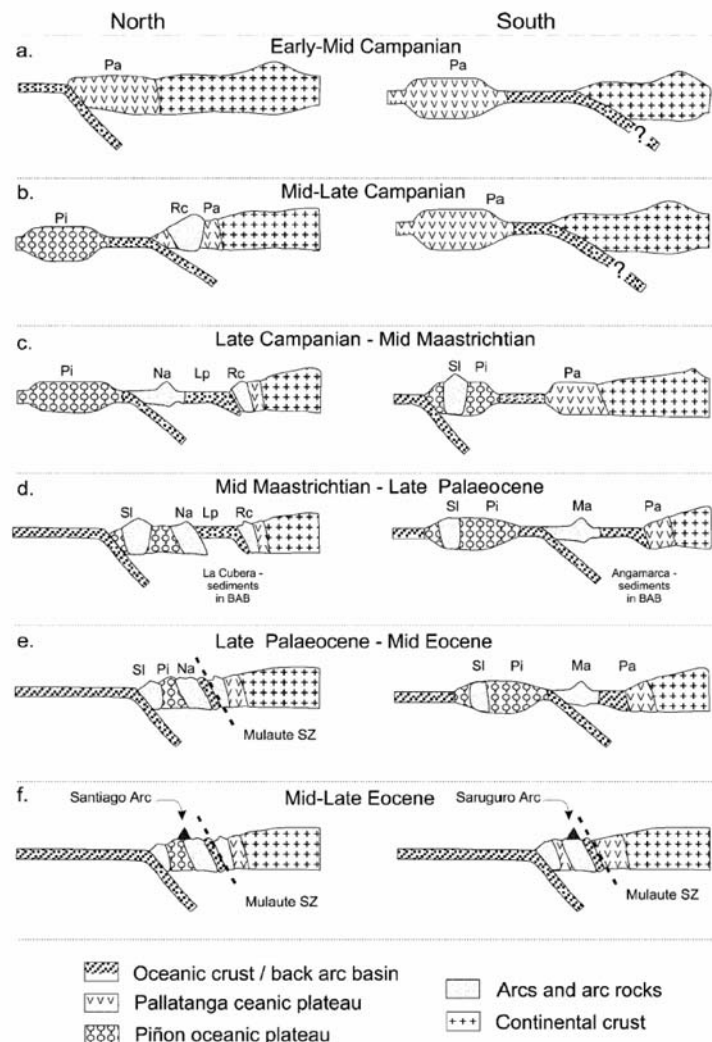 North South
a. Early-Mid Campanian
Pa Pa
?
b. Mid-Late Campanian
Pi Rc Pa Pa
?
c. Late Campanian - Mid Maastrichtian
Pi Na Lp Rc Sl Pi Pa
d. Mid Maastrichtian - Late Palaeocene
Sl Na Lp Rc Sl Pi Ma Pa
La Cubera - Angamarca -
sediments sediments
in BAB in BAB
e. Late Palaeocene - Mid Eocene
Sl Pi Na Sl Pi Ma Pa
Mulaute SZ
f. Santiago Arc Mid-Late Eocene Saruguro Arc
Mulaute SZ Mulaute SZ
Oceanic crust / back arc basin
Pallatanga ceanic plateau
Piñon oceanic plateau
Arcs and arc rocks
Continental crust